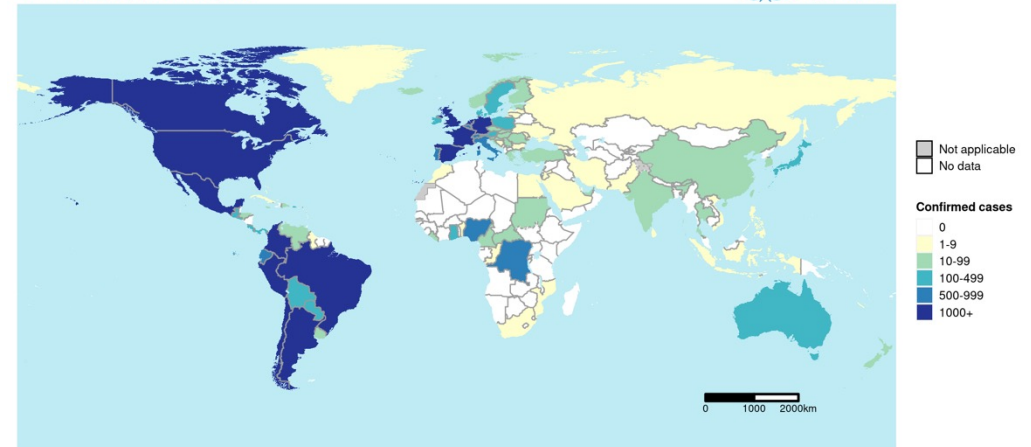 Not applicable
No data
Confirmed cases
0
1-9
10-99
100-499
500-999
1000+
0 1000 2000km